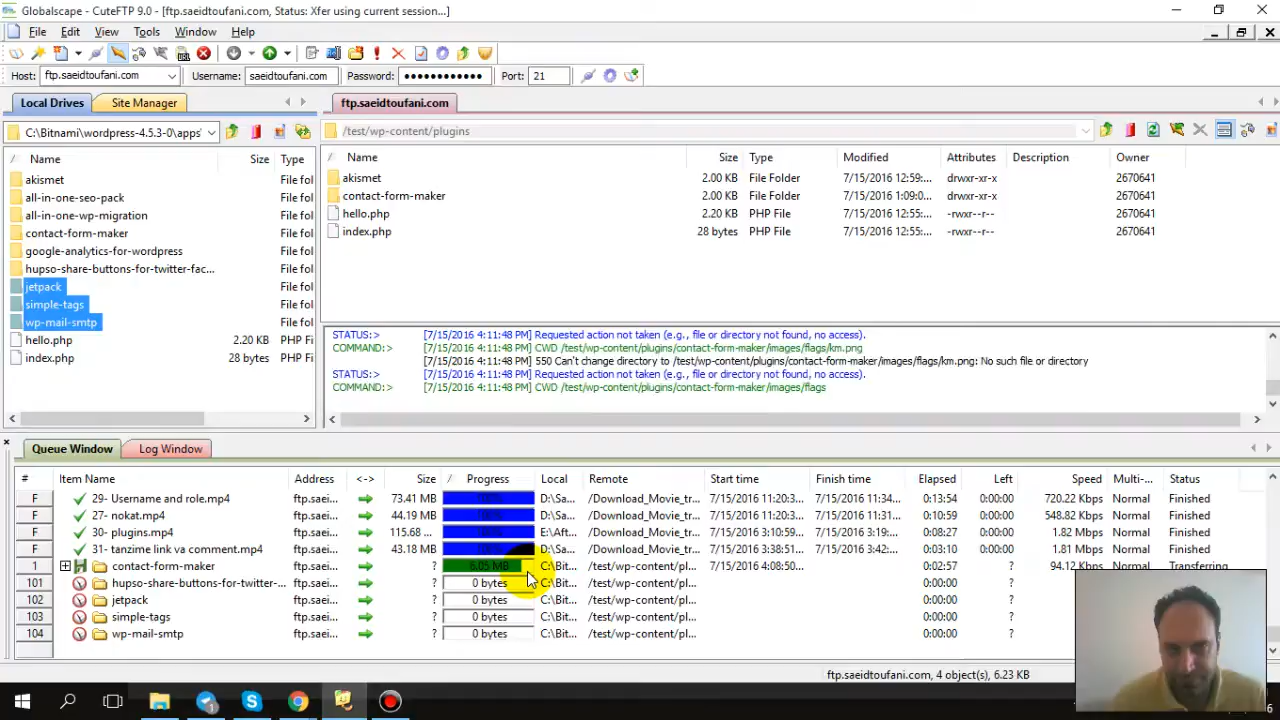 Globalscape - CuteFTP 9.0 - [ftp.saeidtoufani.com, Status: Xfer using current session...]
File Edit View Tools Window Help
Host: ftp.saeidtoufani.com Username: saeidtoufani.com Password: •••••••••••• Port: 21
Local Drives Site Manager ftp.saeidtoufani.com
C:\Bitnami\wordpress-4.5.3-0\apps\
Name Size Type
akismet File fol
all-in-one-seo-pack File fol
all-in-one-wp-migration File fol
contact-form-maker File fol
google-analytics-for-wordpress File fol
hupso-share-buttons-for-twitter-fac... File fol
jetpack File fol
simple-tags File fol
wp-mail-smtp File fol
hello.php 2.20 KB PHP Fi
index.php 28 bytes PHP Fi
/test/wp-content/plugins
Name Size Type Modified Attributes Description Owner
akismet 2.00 KB File Folder 7/15/2016 12:59:... drwxr-xr-x 2670641
contact-form-maker 2.00 KB File Folder 7/15/2016 1:09:0... drwxr-xr-x 2670641
hello.php 2.20 KB PHP File 7/15/2016 12:55:... -rwxr--r-- 2670641
index.php 28 bytes PHP File 7/15/2016 12:55:... -rwxr--r-- 2670641
STATUS:> [7/15/2016 4:11:48 PM] Requested action not taken (e.g., file or directory not found, no access).
COMMAND:> [7/15/2016 4:11:48 PM] CWD /test/wp-content/plugins/contact-form-maker/images/flags/km.png
[7/15/2016 4:11:48 PM] 550 Can't change directory to /test/wp-content/plugins/contact-form-maker/images/flags/km.png: No such file or directory
STATUS:> [7/15/2016 4:11:48 PM] Requested action not taken (e.g., file or directory not found, no access).
COMMAND:> [7/15/2016 4:11:48 PM] CWD /test/wp-content/plugins/contact-form-maker/images/flags
Queue Window Log Window
# Item Name Address <-> Size Progress Local Remote Start time Finish time Elapsed Left Speed Multi-... Status
F 29- Username and role.mp4 ftp.saei... 73.41 MB 100% D:\Sa... /Download_Movie_tr... 7/15/2016 11:20:3... 7/15/2016 11:34... 0:13:54 0:00:00 720.22 Kbps Normal Finished
F 27- nokat.mp4 ftp.saei... 44.19 MB 100% D:\Sa... /Download_Movie_tr... 7/15/2016 11:20:3... 7/15/2016 11:31... 0:10:59 0:00:00 548.82 Kbps Normal Finished
F 30- plugins.mp4 ftp.saei... 115.68 ... 100% E:\Aft... /Download_Movie_tr... 7/15/2016 3:10:59... 7/15/2016 3:19:... 0:08:27 0:00:00 1.82 Mbps Normal Finished
F 31- tanzime link va comment.mp4 ftp.saei... 43.18 MB 100% D:\Sa... /Download_Movie_tr... 7/15/2016 3:38:51... 7/15/2016 3:42:... 0:03:10 0:00:00 1.81 Mbps Normal Finished
1 contact-form-maker ftp.saei... ? 6.05 MB C:\Bit... /test/wp-content/pl... 7/15/2016 4:08:50... 0:02:57 ? 94.12 Kbps Normal Transferring
101 hupso-share-buttons-for-twitter-... ftp.saei... ? 0 bytes C:\Bit... /test/wp-content/pl... 0:00:00 ?
102 jetpack ftp.saei... ? 0 bytes C:\Bit... /test/wp-content/pl... 0:00:00 ?
103 simple-tags ftp.saei... ? 0 bytes C:\Bit... /test/wp-content/pl... 0:00:00 ?
104 wp-mail-smtp ftp.saei... ? 0 bytes C:\Bit... /test/wp-content/pl... 0:00:00 ?
ftp.saeidtoufani.com, 4 object(s), 6.23 KB